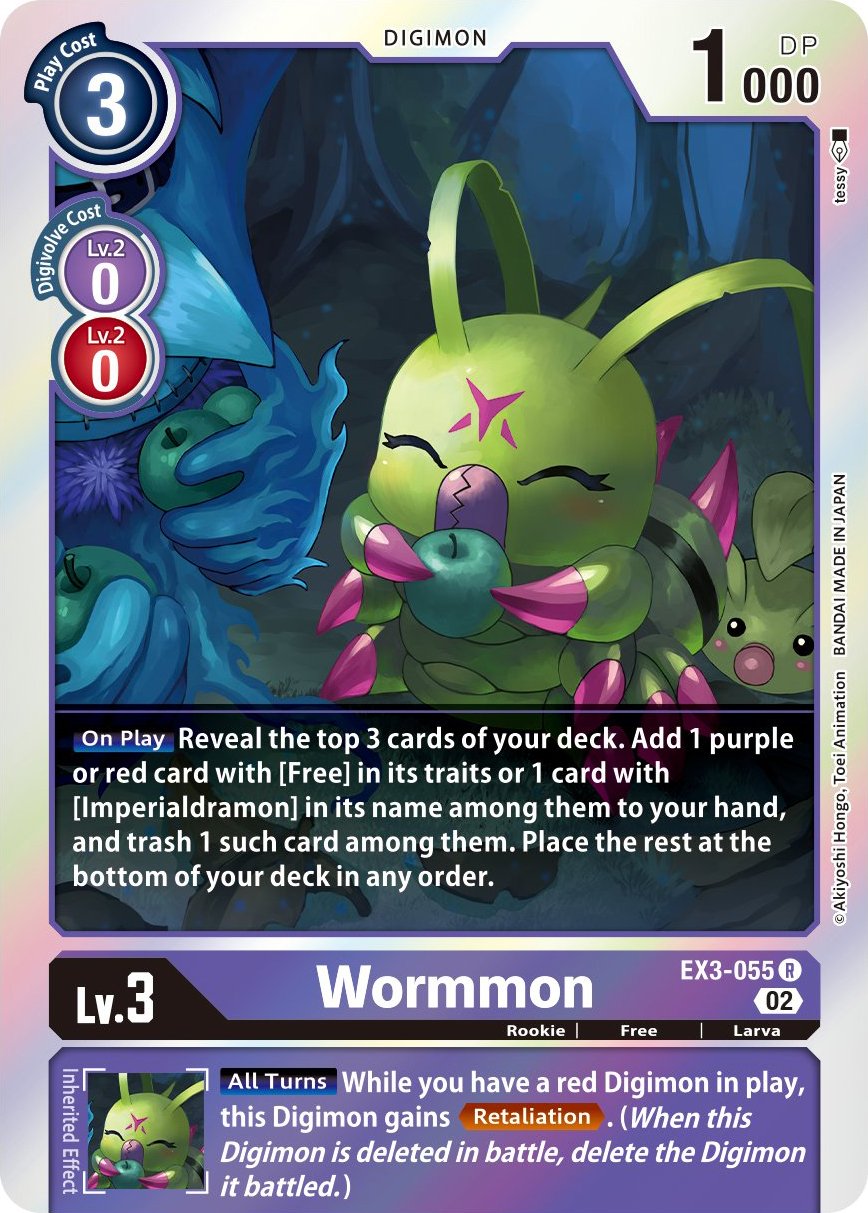 DIGIMON
Play Cost
3
DP
1000
Digivolve Cost
Lv.2
0
Lv.2
0
tessy
BANDAI MADE IN JAPAN
©Akiyoshi Hongo, Toei Animation
On Play Reveal the top 3 cards of your deck. Add 1 purple
or red card with [Free] in its traits or 1 card with
[Imperialdramon] in its name among them to your hand,
and trash 1 such card among them. Place the rest at the
bottom of your deck in any order.
Lv.3
Wormmon
EX3-055 R
02
Rookie | Free | Larva
Inherited Effect
All Turns While you have a red Digimon in play,
this Digimon gains Retaliation. (When this
Digimon is deleted in battle, delete the Digimon
it battled.)